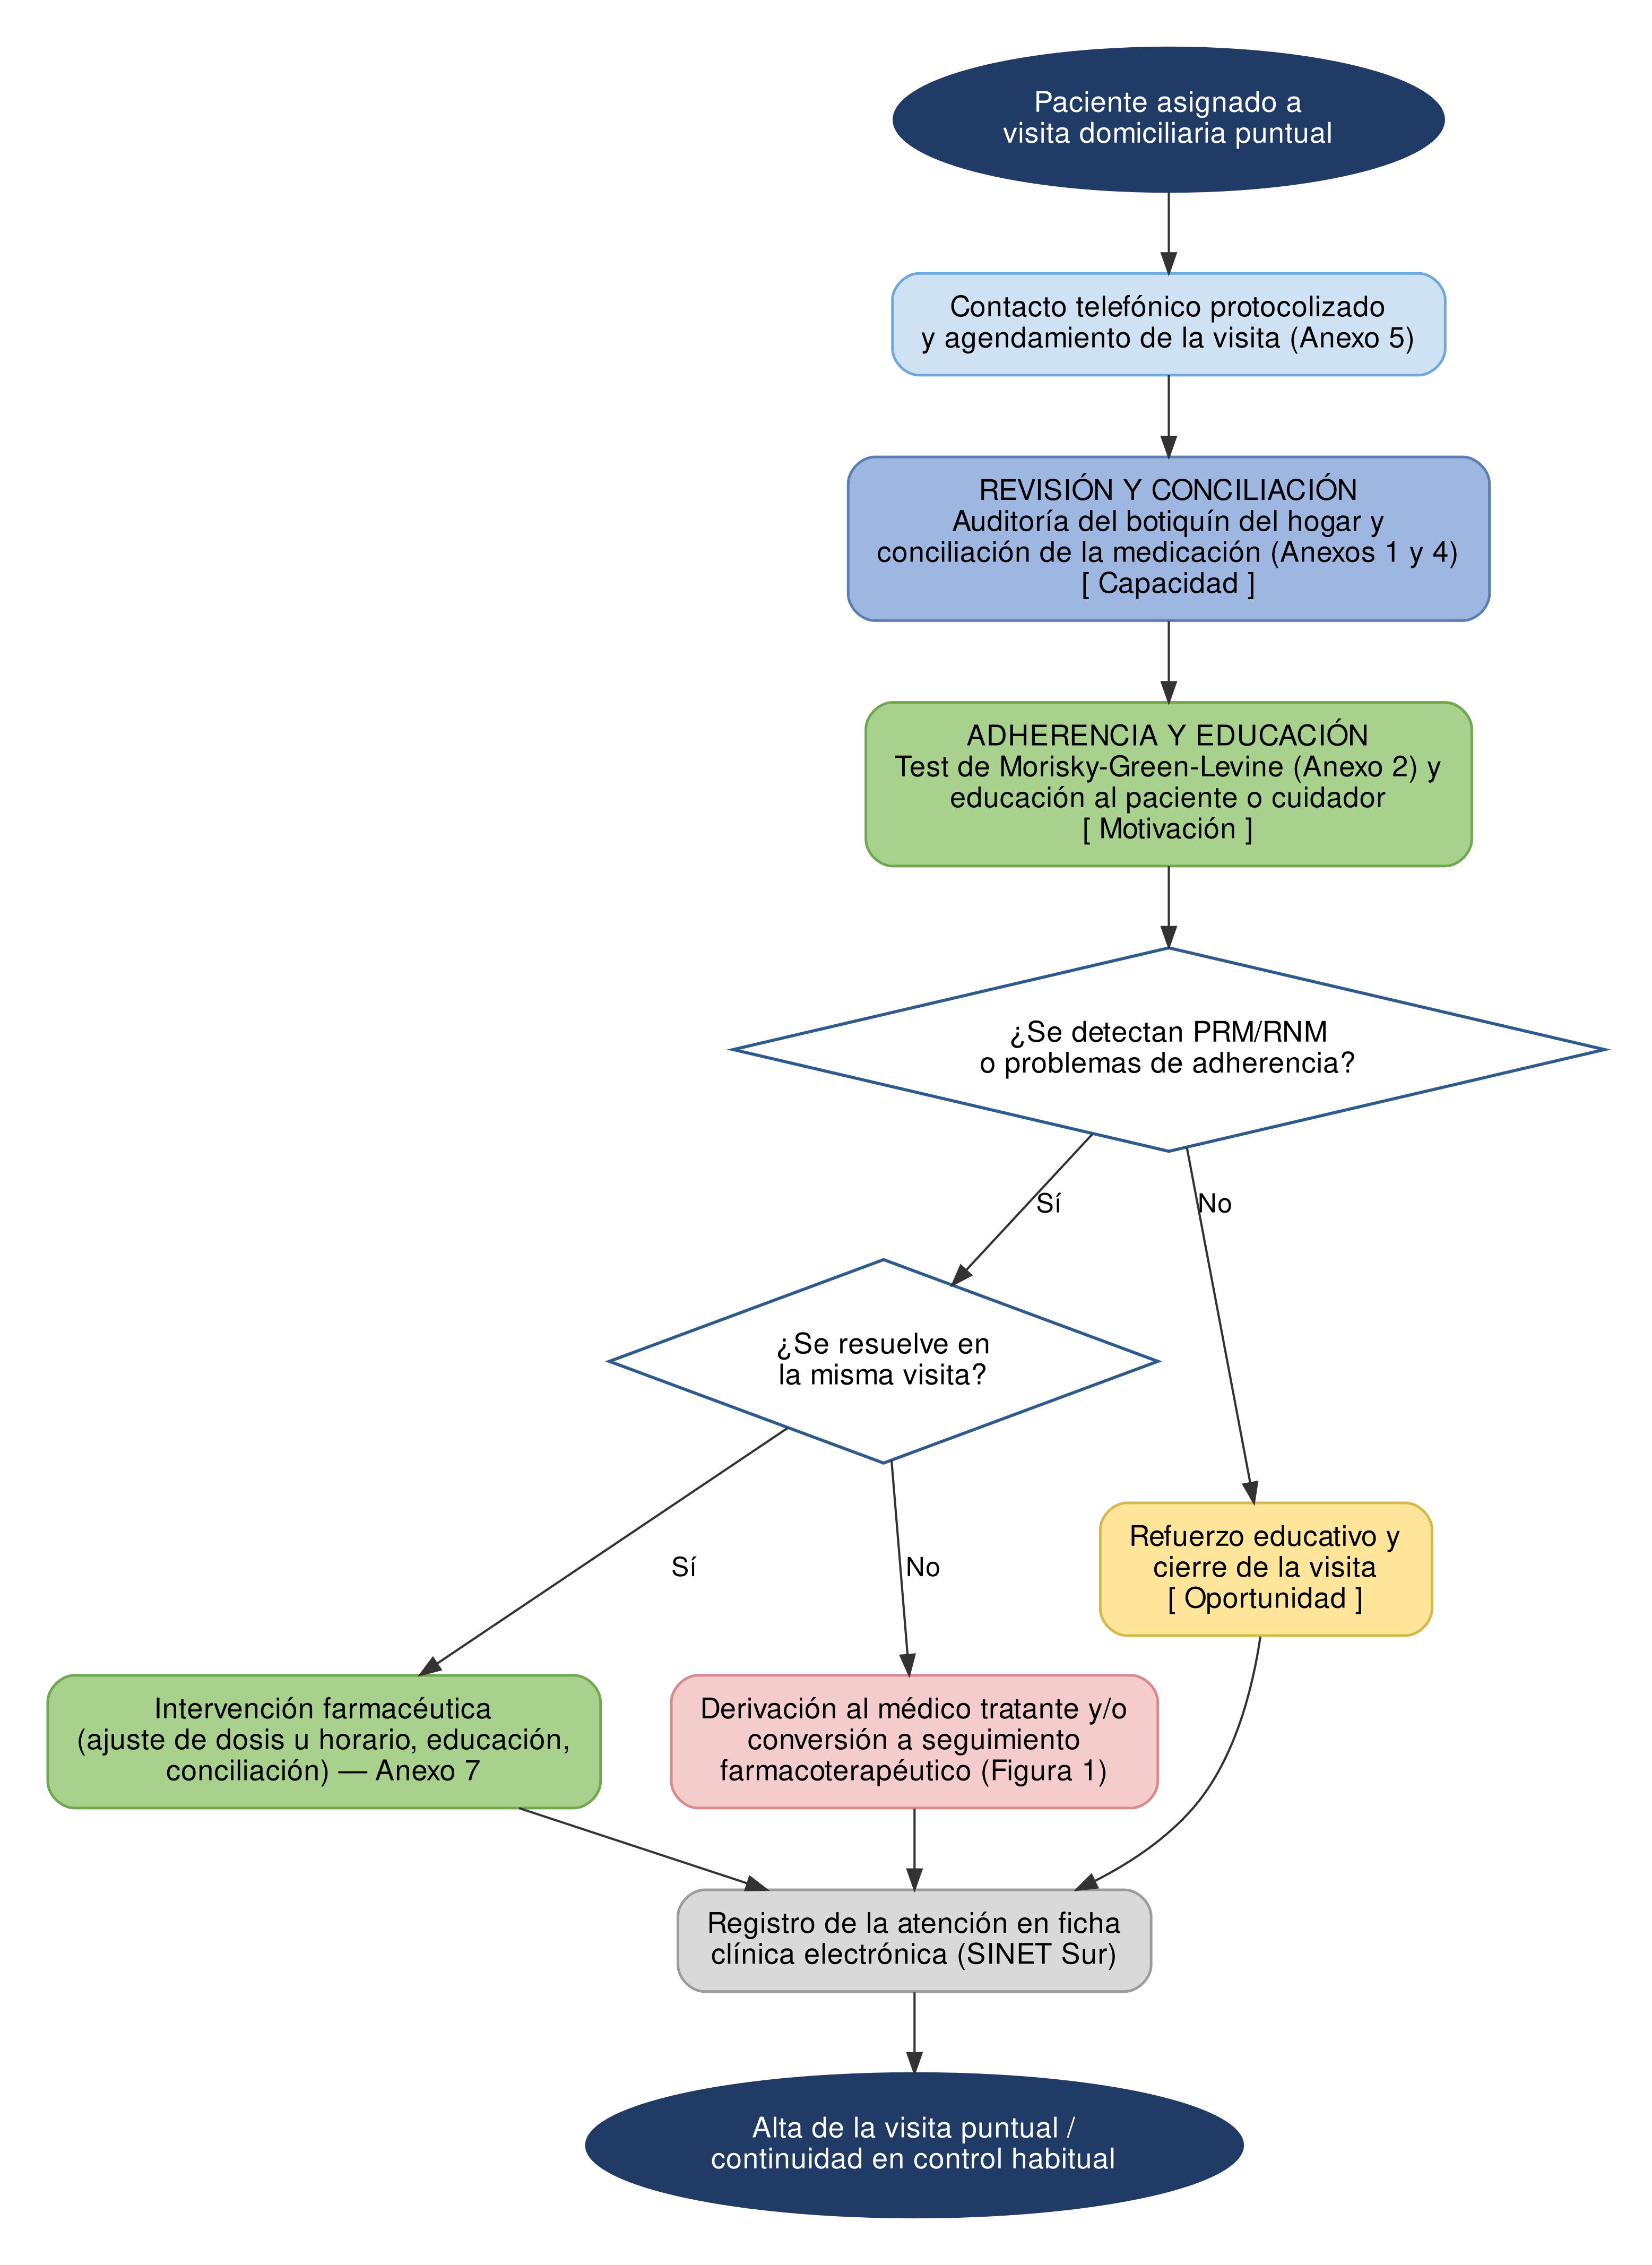 Paciente asignado a
visita domiciliaria puntual
Contacto telefónico protocolizado
y agendamiento de la visita (Anexo 5)
REVISIÓN Y CONCILIACIÓN
Auditoría del botiquín del hogar y
conciliación de la medicación (Anexos 1 y 4)
[ Capacidad ]
ADHERENCIA Y EDUCACIÓN
Test de Morisky-Green-Levine (Anexo 2) y
educación al paciente o cuidador
[ Motivación ]
¿Se detectan PRM/RNM
o problemas de adherencia?
Sí
No
¿Se resuelve en
la misma visita?
Sí
No
Refuerzo educativo y
cierre de la visita
[ Oportunidad ]
Intervención farmacéutica
(ajuste de dosis u horario, educación,
conciliación) — Anexo 7
Derivación al médico tratante y/o
conversión a seguimiento
farmacoterapéutico (Figura 1)
Registro de la atención en ficha
clínica electrónica (SINET Sur)
Alta de la visita puntual /
continuidad en control habitual